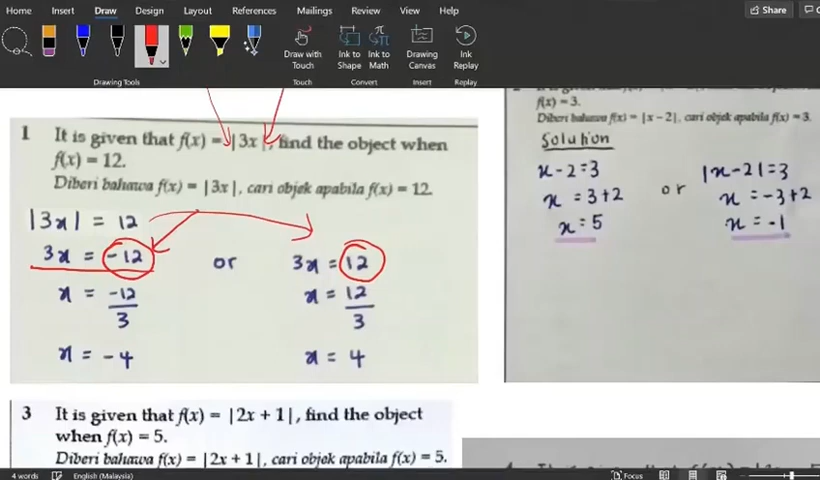 Home Insert Draw Design Layout References Mailings Review View Help Share
Draw with Touch
Ink to Shape
Ink to Math
Drawing Canvas
Ink Replay
Drawing Tools
Touch
Convert
Insert
Replay
1 It is given that f(x) = |3x|, find the object when
f(x) = 12.
Diberi bahawa f(x) = |3x|, cari objek apabila f(x) = 12.
|3x| = 12
3x = -12 or 3x = 12
x = -12/3 x = 12/3
x = -4 x = 4
f(x) = 3.
Diberi bahawa f(x) = |x – 2|, cari objek apabila f(x) = 3.
Solution
x - 2 = 3 or |x - 2| = 3
x = 3 + 2 x = -3 + 2
x = 5 x = -1
3 It is given that f(x) = |2x + 1|, find the object
when f(x) = 5.
Diberi bahawa f(x) = |2x + 1|, cari objek apabila f(x) = 5.
4 words English (Malaysia) Focus